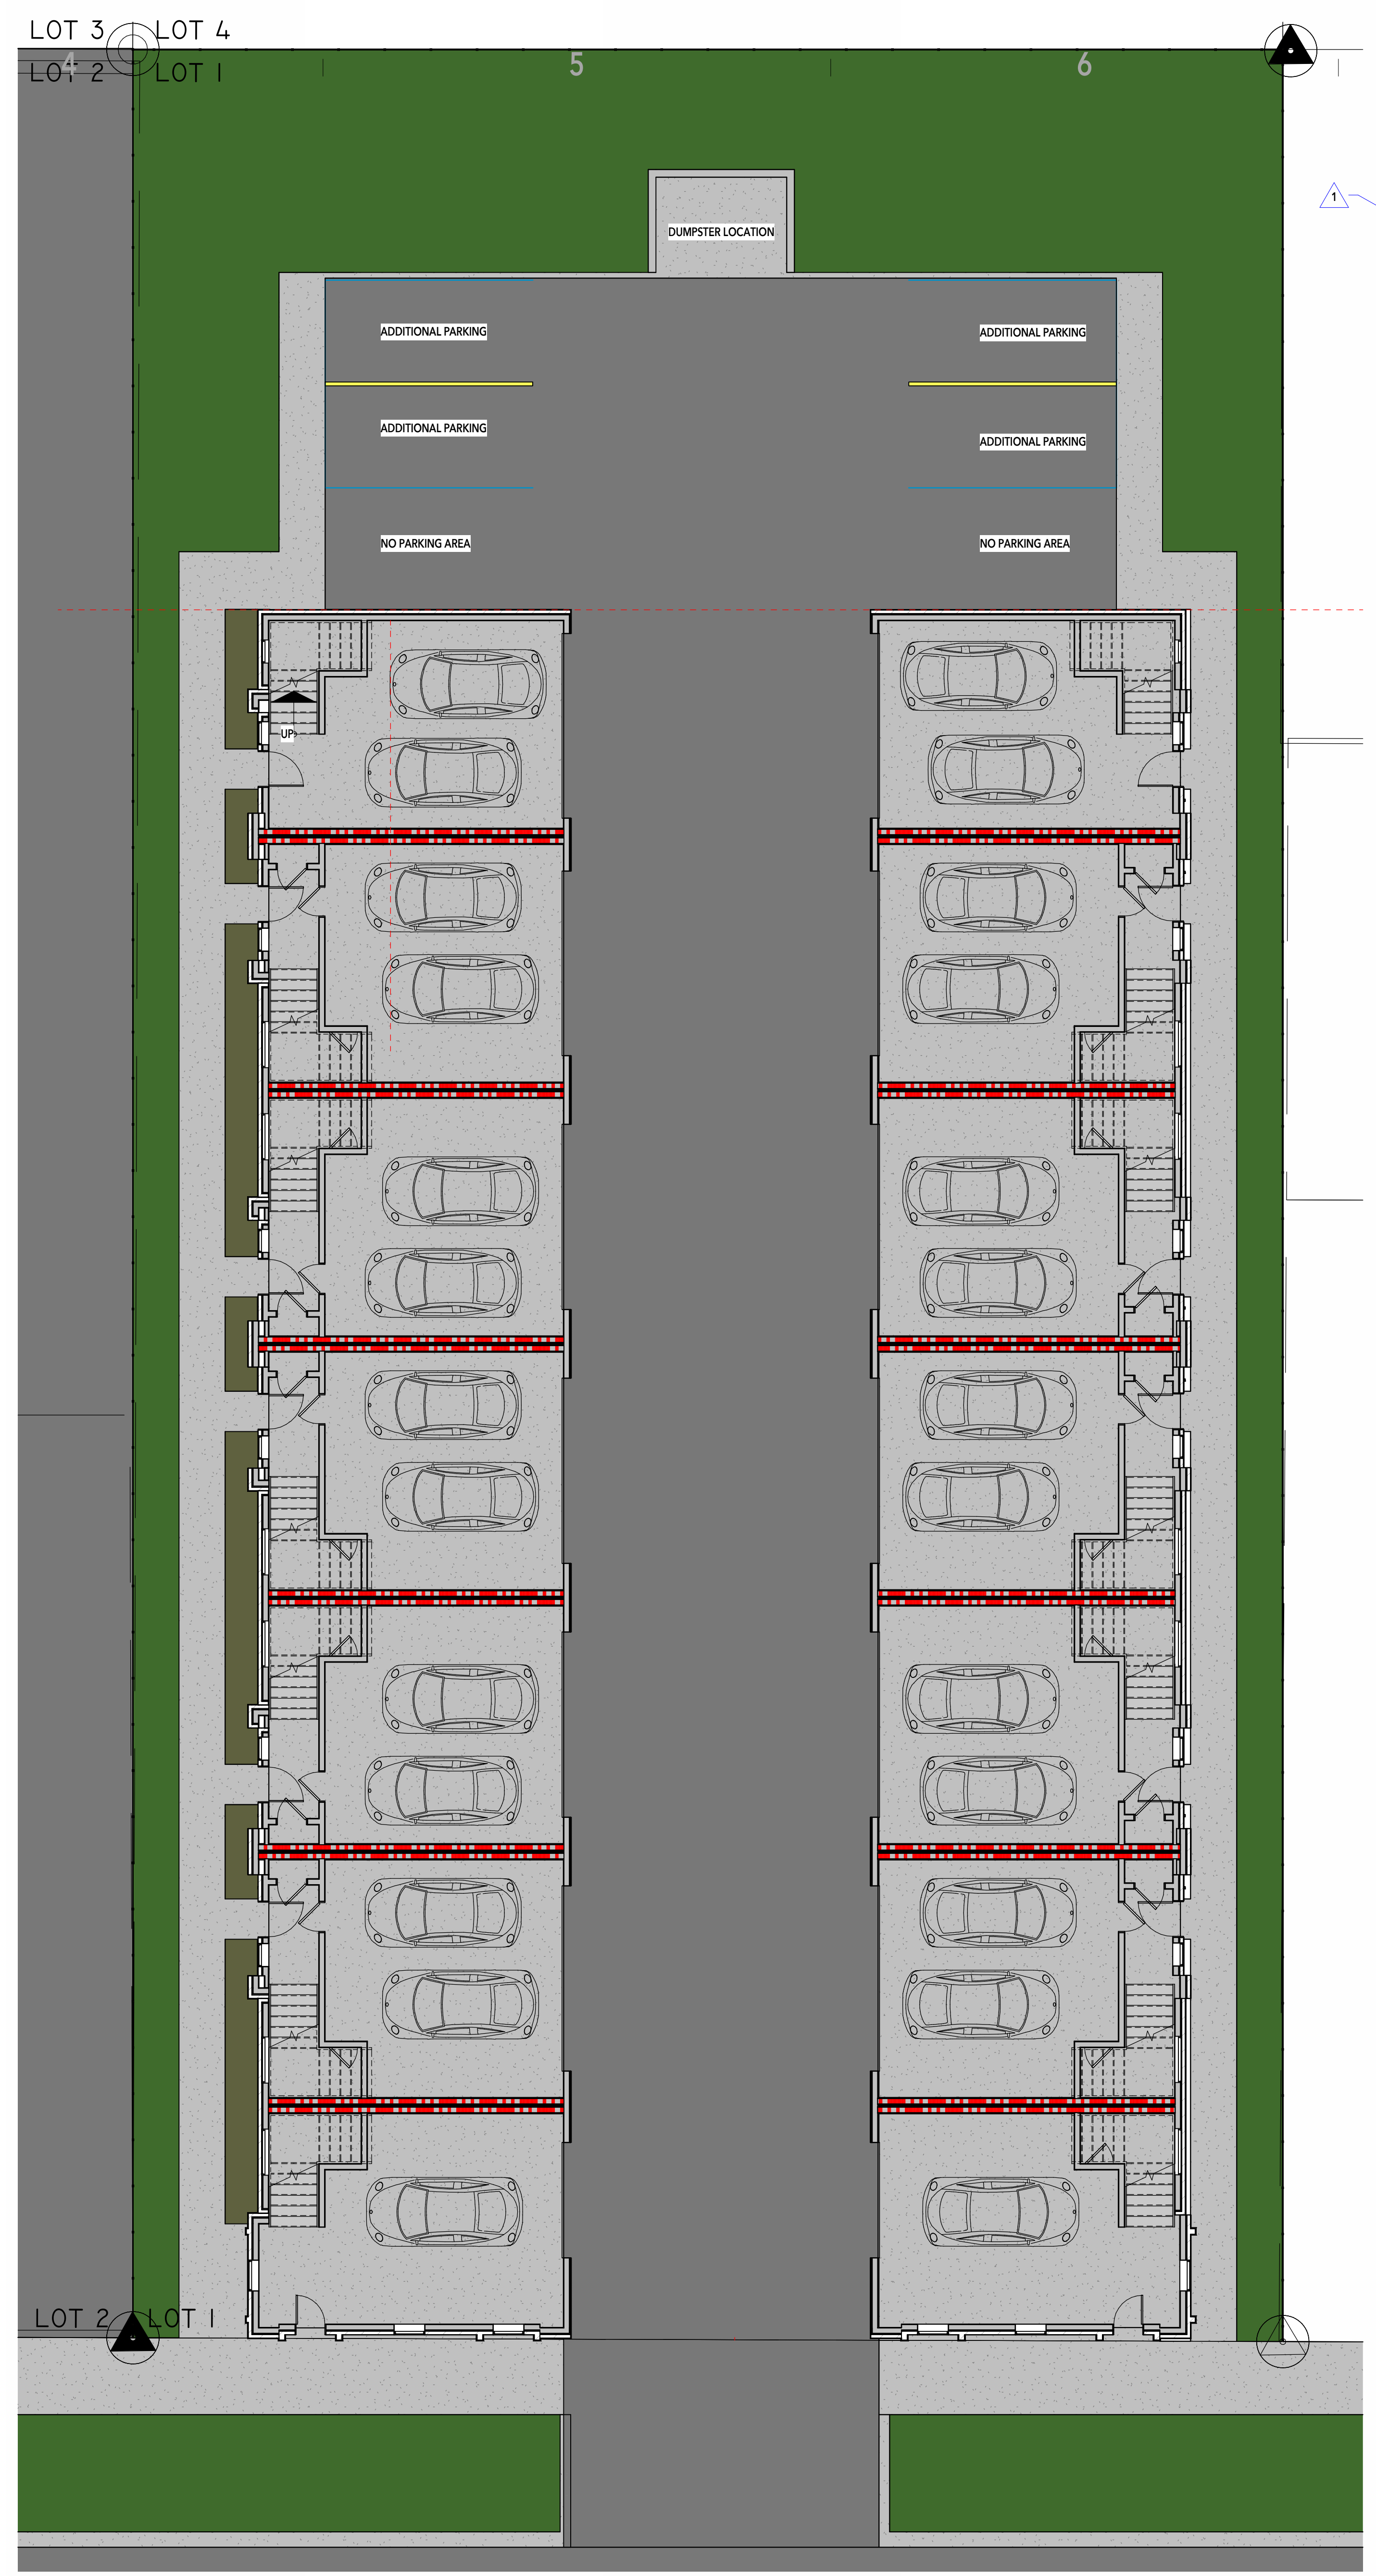 LOT 3 LOT 4
LOT 2 LOT 1
4 5 6
1
DUMPSTER LOCATION
ADDITIONAL PARKING ADDITIONAL PARKING
ADDITIONAL PARKING ADDITIONAL PARKING
NO PARKING AREA NO PARKING AREA
UP
LOT 2 LOT 1